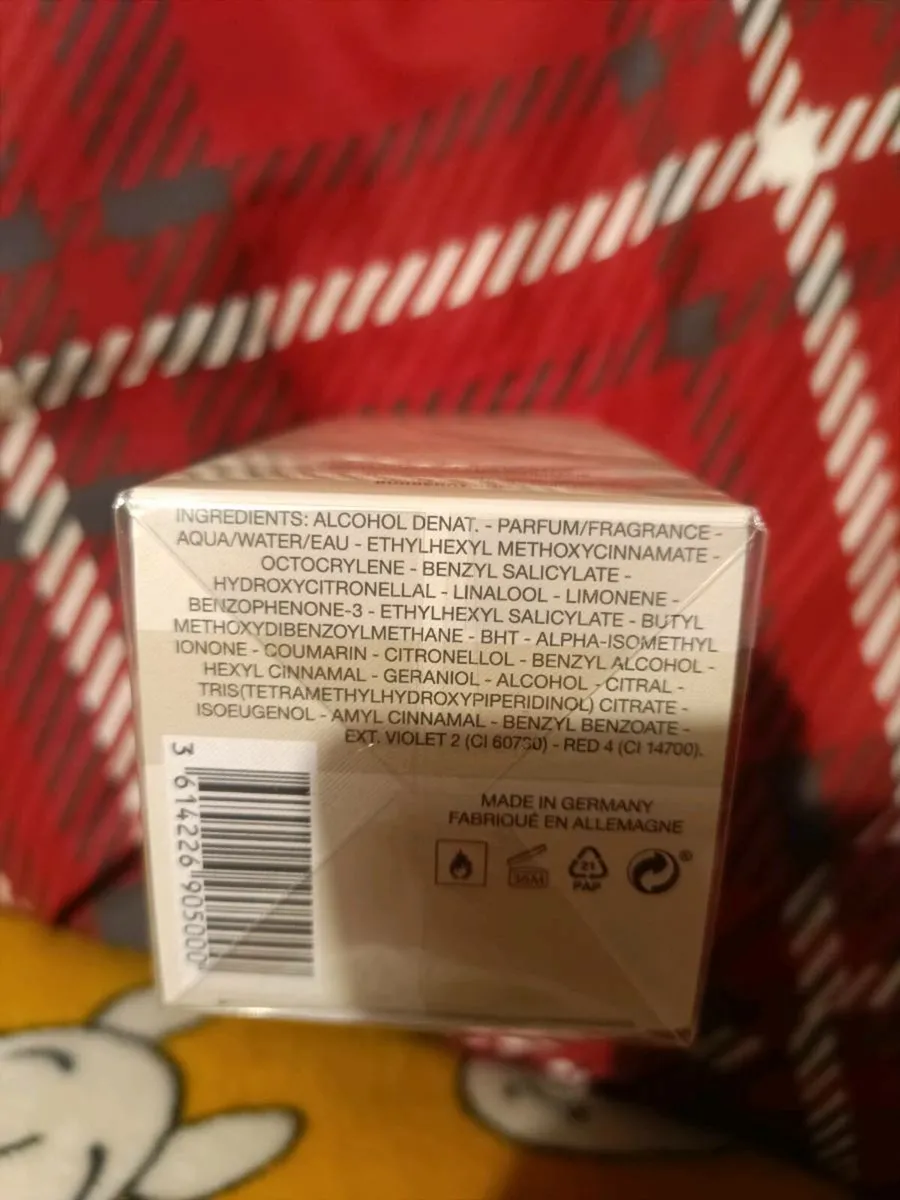 INGREDIENTS: ALCOHOL DENAT. - PARFUM/FRAGRANCE -
AQUA/WATER/EAU - ETHYLHEXYL METHOXYCINNAMATE -
OCTOCRYLENE - BENZYL SALICYLATE -
HYDROXYCITRONELLAL - LINALOOL - LIMONENE -
BENZOPHENONE-3 - ETHYLHEXYL SALICYLATE - BUTYL
METHOXYDIBENZOYLMETHANE - BHT - ALPHA-ISOMETHYL
IONONE - COUMARIN - CITRONELLOL - BENZYL ALCOHOL -
HEXYL CINNAMAL - GERANIOL - ALCOHOL - CITRAL -
TRIS(TETRAMETHYLHYDROXYPIPERIDINOL) CITRATE -
ISOEUGENOL - AMYL CINNAMAL - BENZYL BENZOATE -
EXT. VIOLET 2 (CI 60730) - RED 4 (CI 14700).
3 614226 905000
MADE IN GERMANY
FABRIQUÉ EN ALLEMAGNE
21
PAP
®